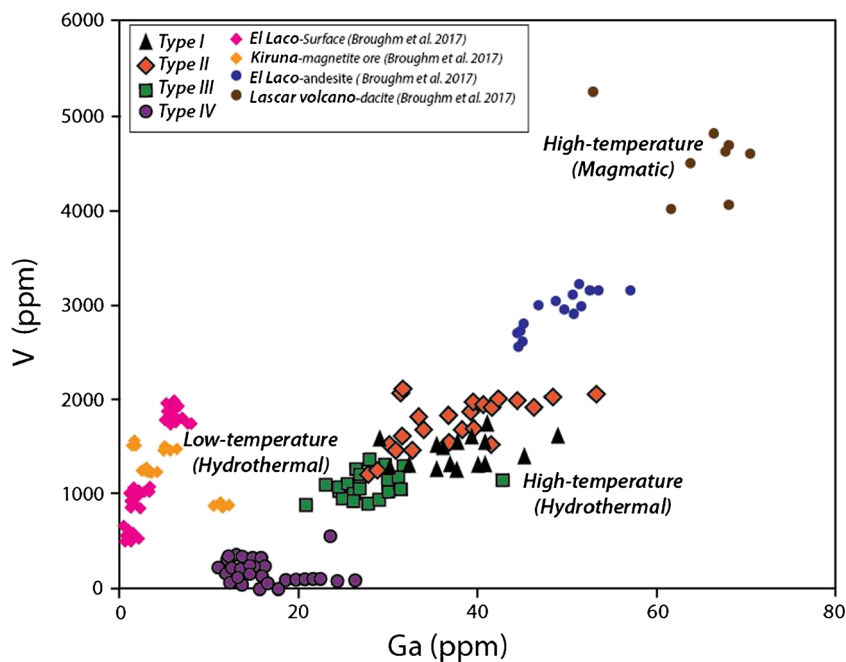 6000
5000
4000
3000
2000
1000
0
V (ppm)
Type I
Type II
Type III
Type IV
El Laco-Surface (Broughm et al. 2017)
Kiruna-magnetite ore (Broughm et al. 2017)
El Laco-andesite (Broughm et al. 2017)
Lascar volcano-dacite (Broughm et al. 2017)
High-temperature
(Magmatic)
Low-temperature
(Hydrothermal)
High-temperature
(Hydrothermal)
0
20
40
60
80
Ga (ppm)